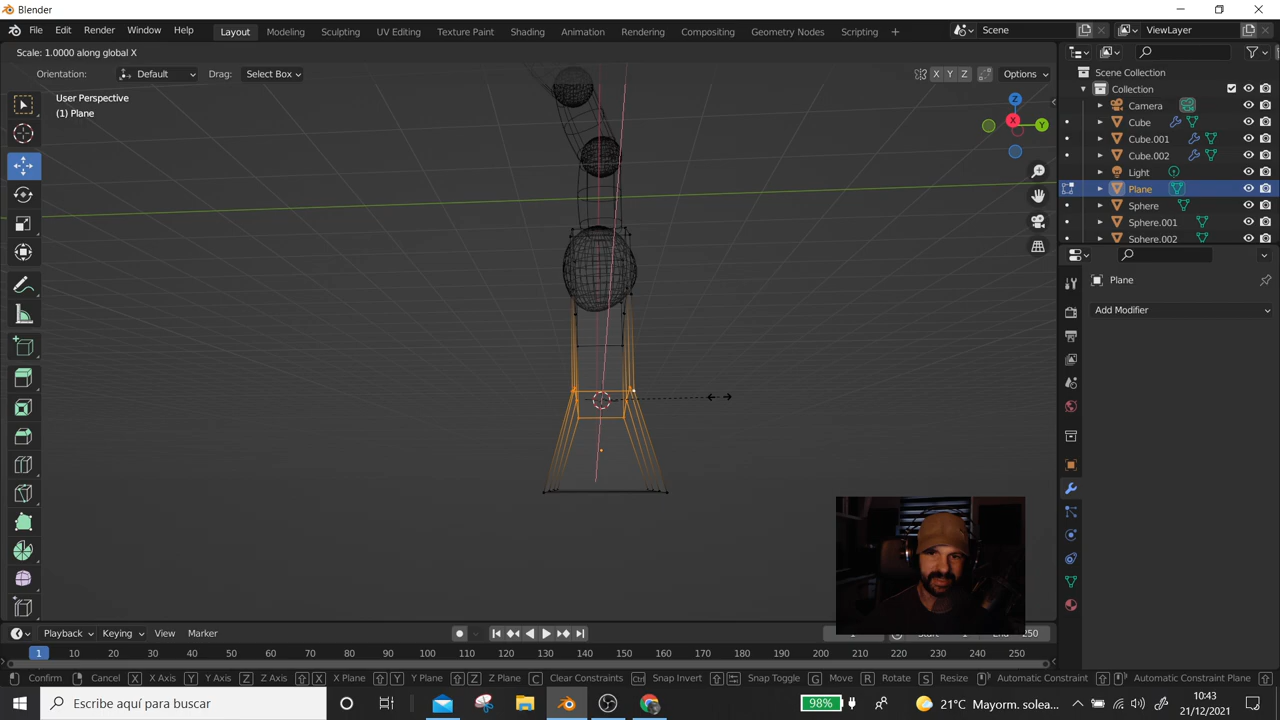 Blender
File Edit Render Window Help Layout Modeling Sculpting UV Editing Texture Paint Shading Animation Rendering Compositing Geometry Nodes Scripting + Scene ViewLayer
Scale: 1.0000 along global X
Orientation: Default Drag: Select Box X Y Z Options
User Perspective
(1) Plane
Z
X
Y
Scene Collection
Collection
Camera
Cube
Cube.001
Cube.002
Light
Plane
Sphere
Sphere.001
Sphere.002
Plane
Add Modifier
Playback Keying View Marker 1 Start 1 End 250
1 10 20 30 40 50 60 70 80 90 100 110 120 130 140 150 160 170 180 190 200 210 220 230 240 250
Confirm Cancel X X Axis Y Y Axis Z Z Axis X X Plane Y Y Plane Z Z Plane C Clear Constraints Ctrl Snap Invert Snap Toggle G Move R Rotate S Resize Automatic Constraint Automatic Constraint Plane
Escribe aquí para buscar 98% 21°C Mayorm. solea... 10:43
21/12/2021